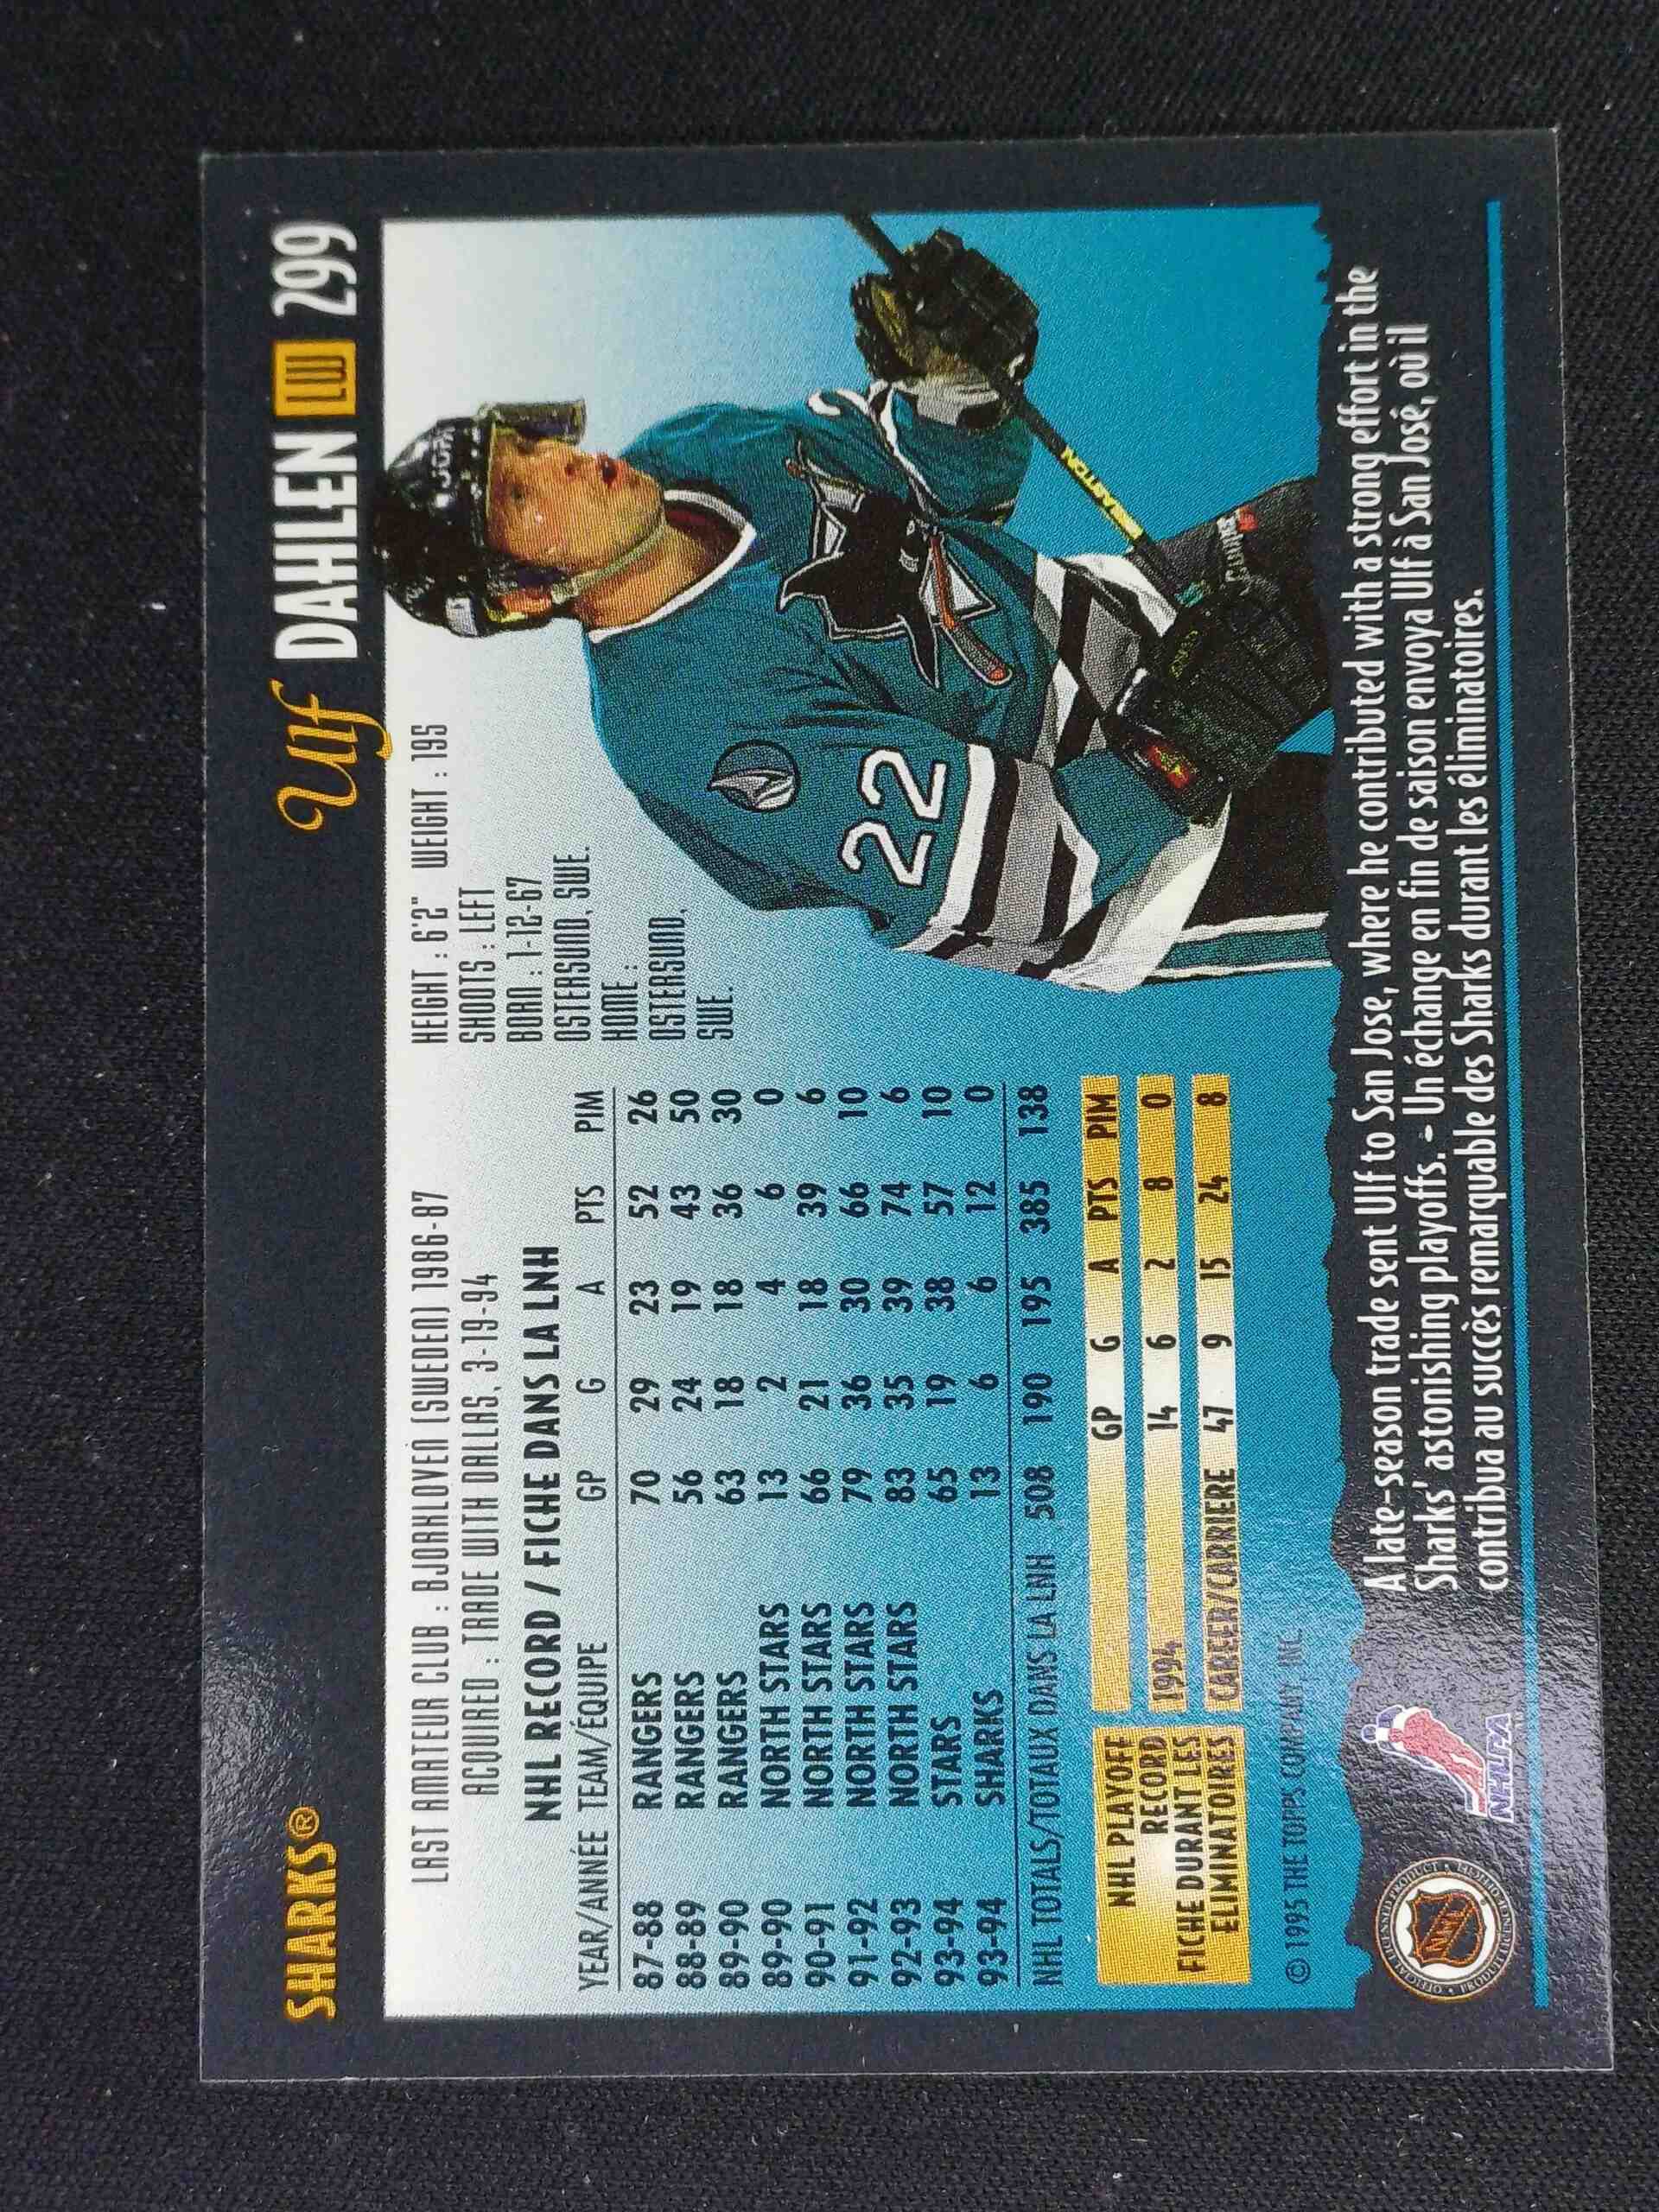 SHARKS®
Ulf DAHLEN LW 299
LAST AMATEUR CLUB : BJORKLOVEN (SWEDEN) 1986-87
ACQUIRED : TRADE WITH DALLAS, 3-19-94
HEIGHT : 6'2" WEIGHT : 195
SHOOTS : LEFT
BORN : 1-12-67
OSTERSUND, SWE.
HOME :
OSTERSUND,
SWE.
NHL RECORD / FICHE DANS LA LNH
YEAR/ANNÉE TEAM/ÉQUIPE GP G A PTS PIM
87-88 RANGERS 70 29 23 52 26
88-89 RANGERS 56 24 19 43 50
89-90 RANGERS 63 18 18 36 30
89-90 NORTH STARS 13 2 4 6 0
90-91 NORTH STARS 66 21 18 39 6
91-92 NORTH STARS 79 36 30 66 10
92-93 NORTH STARS 83 35 39 74 6
93-94 STARS 65 19 38 57 10
93-94 SHARKS 13 6 6 12 0
NHL TOTALS/TOTAUX DANS LA LNH 508 190 195 385 138
NHL PLAYOFF
RECORD
FICHE DURANT LES
ELIMINATOIRES
GP G A PTS PIM
1994 14 6 2 8 0
CAREER/CARRIERE 47 9 15 24 8
© 1995 THE TOPPS COMPANY, INC.
JOFA
22
EASTON
NHL
NHLPA
A late-season trade sent Ulf to San Jose, where he contributed with a strong effort in the
Sharks' astonishing playoffs. - Un échange en fin de saison envoya Ulf à San José, où il
contribua au succès remarquable des Sharks durant les éliminatoires.